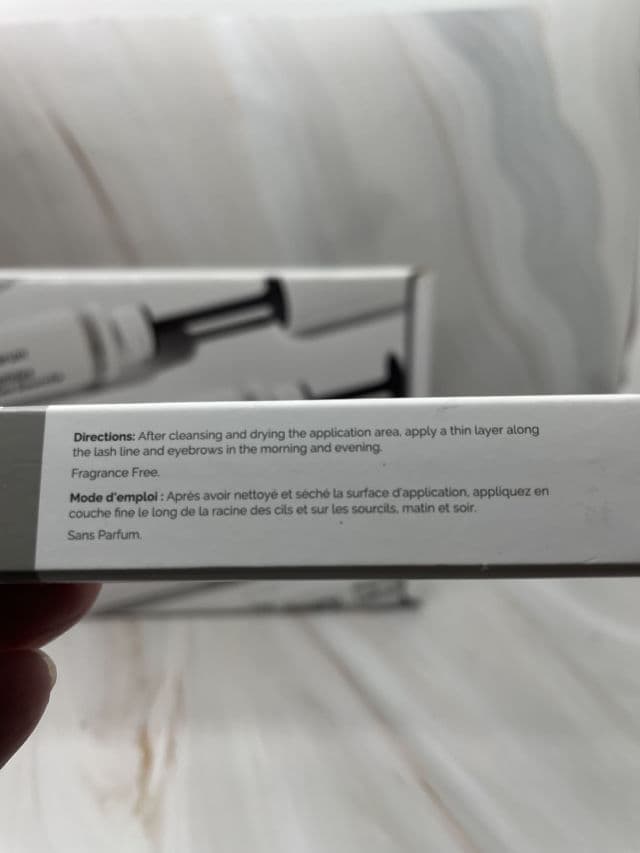 Directions: After cleansing and drying the application area, apply a thin layer along
the lash line and eyebrows in the morning and evening.
Fragrance Free.
Mode d'emploi : Aprés avoir nettoyé et séché la surface d'application, appliquez en
couche fine le long de la racine des cils et sur les sourcils, matin et soir.
Sans Parfum.